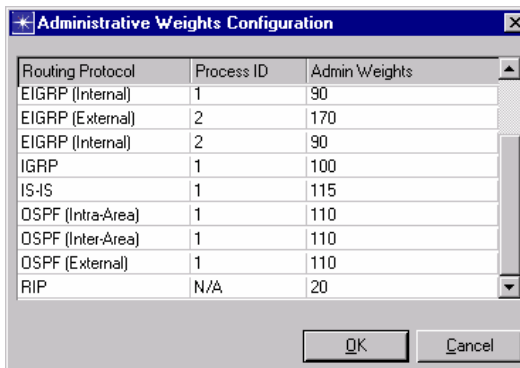 Administrative Weights Configuration
Routing Protocol Process ID Admin Weights
EIGRP (Internal) 1 90
EIGRP (External) 2 170
EIGRP (Internal) 2 90
IGRP 1 100
IS-IS 1 115
OSPF (Intra-Area) 1 110
OSPF (Inter-Area) 1 110
OSPF (External) 1 110
RIP N/A 20
OK Cancel